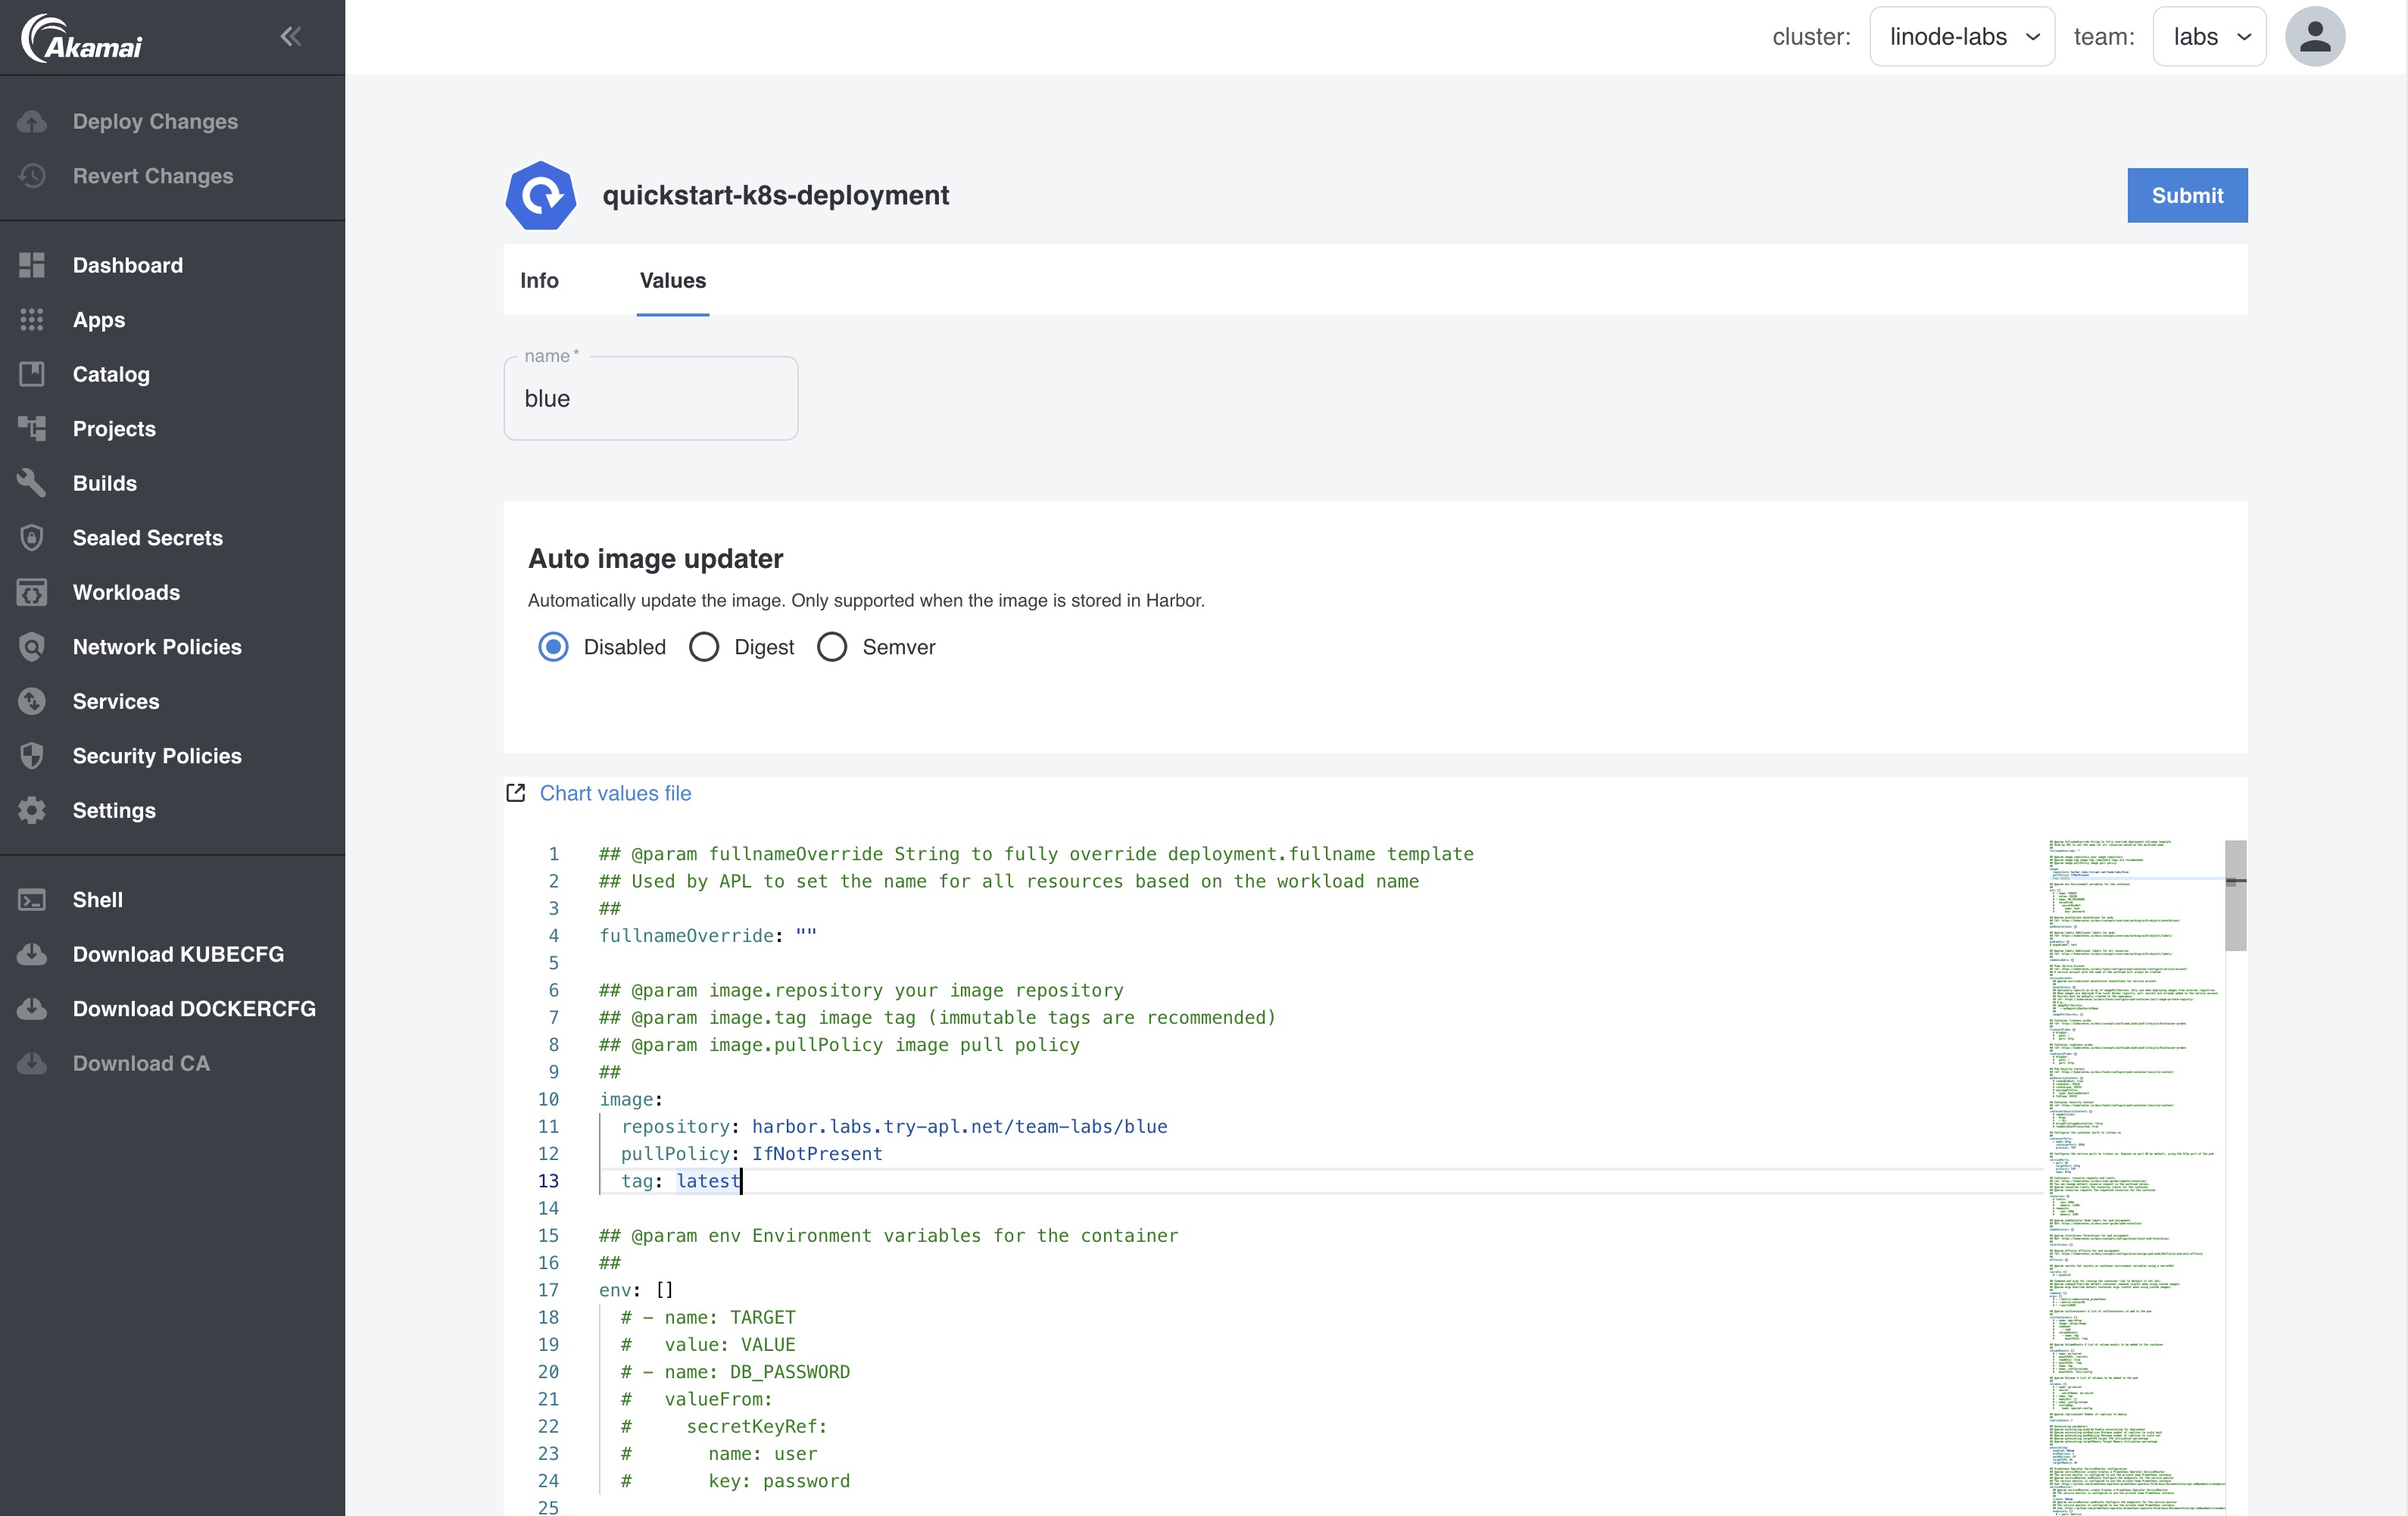 Akamai
cluster: linode-labs team: labs
Deploy Changes
Revert Changes
Dashboard
Apps
Catalog
Projects
Builds
Sealed Secrets
Workloads
Network Policies
Services
Security Policies
Settings
Shell
Download KUBECFG
Download DOCKERCFG
Download CA
quickstart-k8s-deployment
Submit
Info Values
name *
blue
Auto image updater
Automatically update the image. Only supported when the image is stored in Harbor.
Disabled Digest Semver
Chart values file
1 ## @param fullnameOverride String to fully override deployment.fullname template
2 ## Used by APL to set the name for all resources based on the workload name
3 ##
4 fullnameOverride: ""
5
6 ## @param image.repository your image repository
7 ## @param image.tag image tag (immutable tags are recommended)
8 ## @param image.pullPolicy image pull policy
9 ##
10 image:
11 repository: harbor.labs.try-apl.net/team-labs/blue
12 pullPolicy: IfNotPresent
13 tag: latest
14
15 ## @param env Environment variables for the container
16 ##
17 env: []
18 # - name: TARGET
19 # value: VALUE
20 # - name: DB_PASSWORD
21 # valueFrom:
22 # secretKeyRef:
23 # name: user
24 # key: password
25